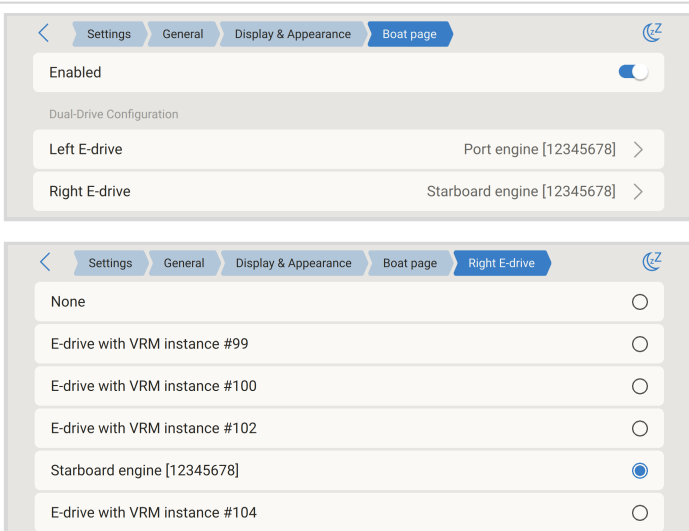 Settings General Display & Appearance Boat page zZ
Enabled
Dual-Drive Configuration
Left E-drive Port engine [12345678]
Right E-drive Starboard engine [12345678]
Settings General Display & Appearance Boat page Right E-drive zZ
None
E-drive with VRM instance #99
E-drive with VRM instance #100
E-drive with VRM instance #102
Starboard engine [12345678]
E-drive with VRM instance #104